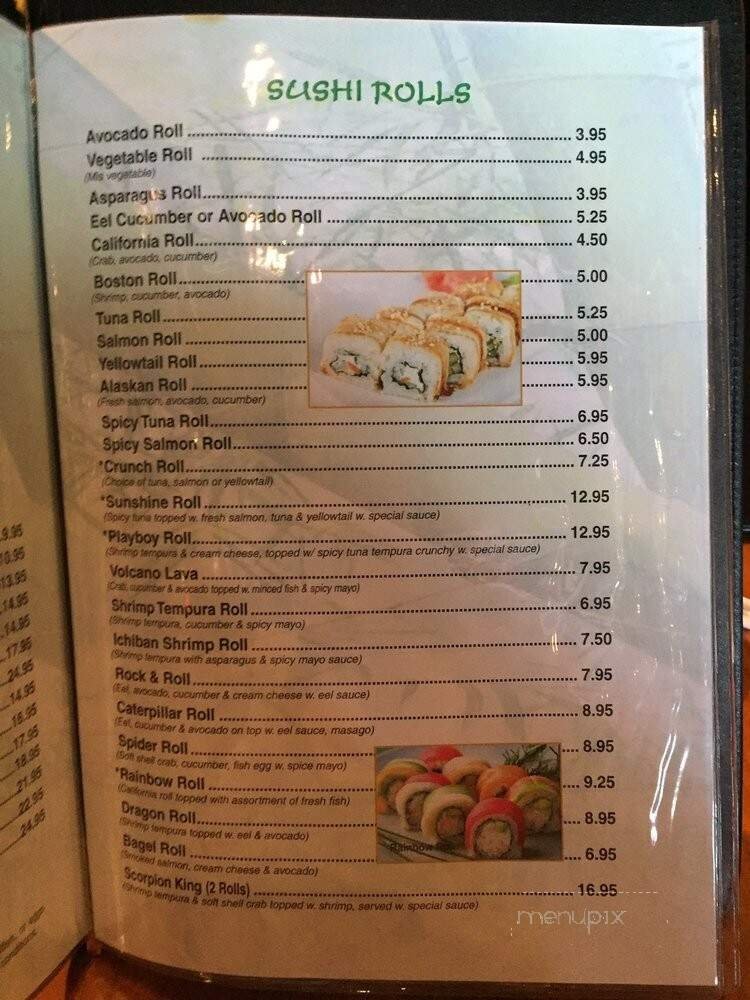 SUSHI ROLLS
Avocado Roll 3.95
Vegetable Roll 4.95
(Mis vegetable)
Asparagus Roll 3.95
Eel Cucumber or Avocado Roll 5.25
California Roll 4.50
(Crab, avocado, cucumber)
Boston Roll 5.00
(Shrimp, cucumber, avocado)
Tuna Roll 5.25
Salmon Roll 5.00
Yellowtail Roll 5.95
Alaskan Roll 5.95
(Fresh salmon, avocado, cucumber)
Spicy Tuna Roll 6.95
Spicy Salmon Roll 6.50
*Crunch Roll 7.25
(Choice of tuna, salmon or yellowtail)
*Sunshine Roll 12.95
(Spicy tuna topped w. fresh salmon, tuna & yellowtail w. special sauce)
*Playboy Roll 12.95
(Shrimp tempura & cream cheese, topped w/ spicy tuna tempura crunchy w. special sauce)
Volcano Lava 7.95
(Crab, cucumber & avocado topped w. minced fish & spicy mayo)
Shrimp Tempura Roll 6.95
(Shrimp tempura, cucumber & spicy mayo)
Ichiban Shrimp Roll 7.50
(Shrimp tempura with asparagus & spicy mayo sauce)
Rock & Roll 7.95
(Eel, avocado, cucumber & cream cheese w. eel sauce)
Caterpillar Roll 8.95
(Eel, cucumber & avocado on top w. eel sauce, masago)
Spider Roll 8.95
(Soft shell crab, cucumber, fish egg w. spice mayo)
*Rainbow Roll 9.25
(California roll topped with assortment of fresh fish)
Dragon Roll 8.95
(Shrimp tempura topped w. eel & avocado)
Rainbow Roll
Bagel Roll 6.95
(Smoked salmon, cream cheese & avocado)
Scorpion King (2 Rolls) 16.95
(Shrimp tempura & soft shell crab topped w. shrimp, served w. special sauce)
menupix
9.95
10.95
13.95
14.95
14.95
17.95
24.95
14.95
18.95
17.95
18.95
21.95
22.95
24.95